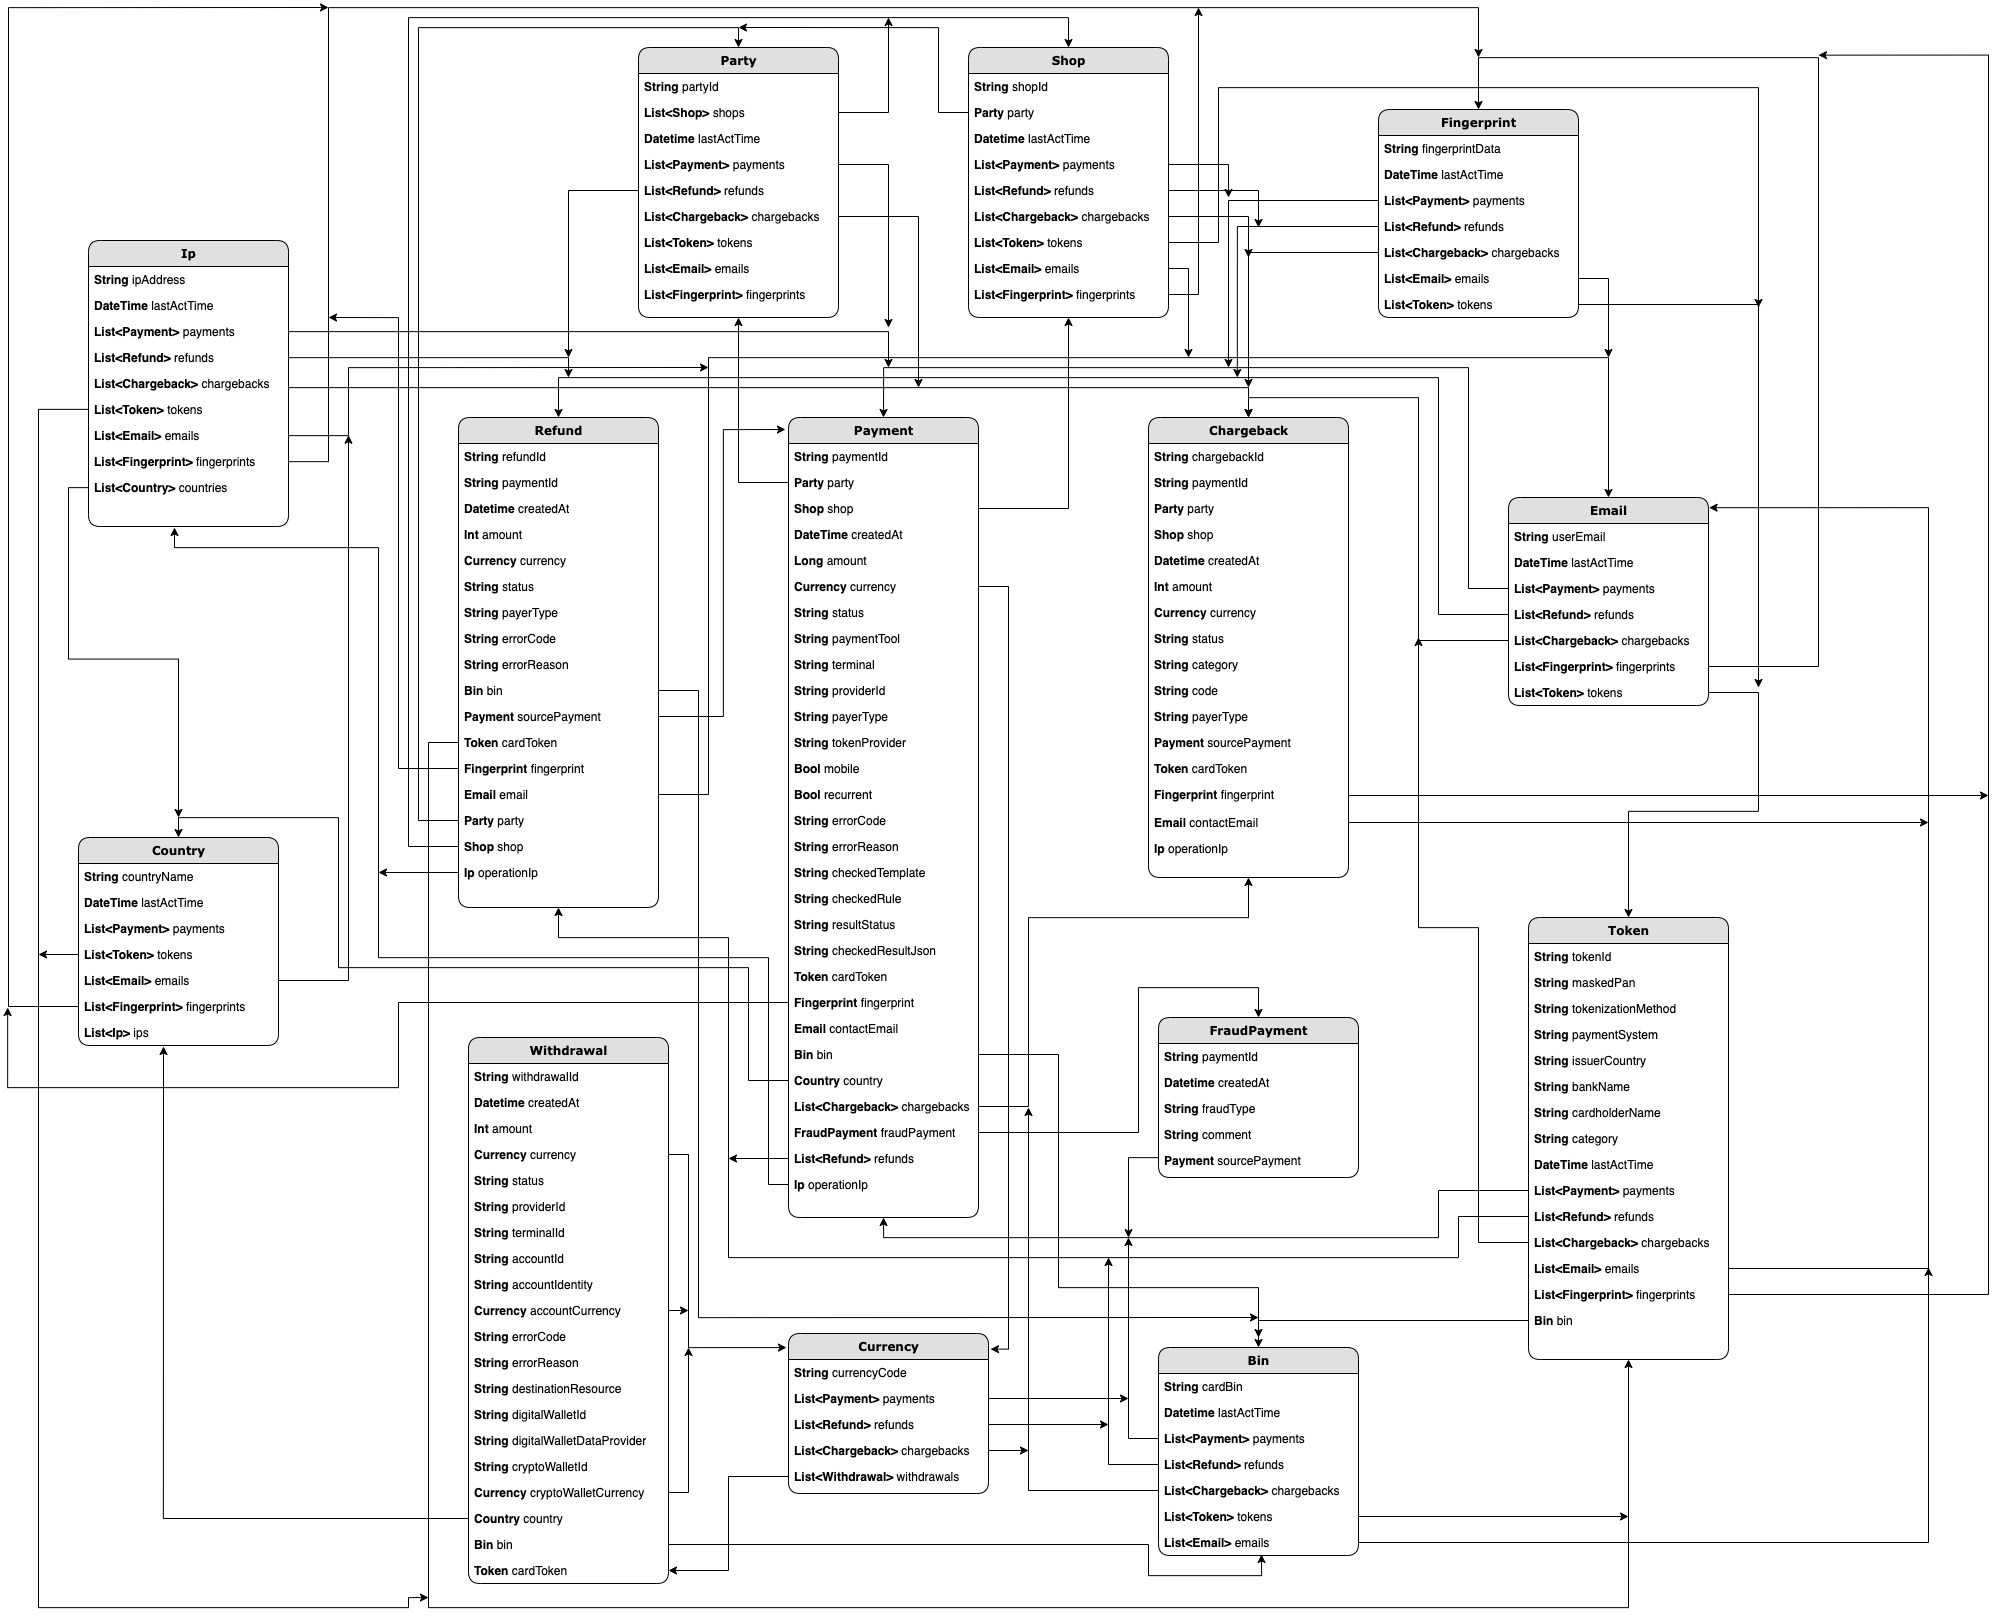 Party
String partyId
List<Shop> shops
Datetime lastActTime
List<Payment> payments
List<Refund> refunds
List<Chargeback> chargebacks
List<Token> tokens
List<Email> emails
List<Fingerprint> fingerprints
Shop
String shopId
Party party
Datetime lastActTime
List<Payment> payments
List<Refund> refunds
List<Chargeback> chargebacks
List<Token> tokens
List<Email> emails
List<Fingerprint> fingerprints
Fingerprint
String fingerprintData
DateTime lastActTime
List<Payment> payments
List<Refund> refunds
List<Chargeback> chargebacks
List<Email> emails
List<Token> tokens
Ip
String ipAddress
DateTime lastActTime
List<Payment> payments
List<Refund> refunds
List<Chargeback> chargebacks
List<Token> tokens
List<Email> emails
List<Fingerprint> fingerprints
List<Country> countries
Refund
String refundId
String paymentId
Datetime createdAt
Int amount
Currency currency
String status
String payerType
String errorCode
String errorReason
Bin bin
Payment sourcePayment
Token cardToken
Fingerprint fingerprint
Email email
Party party
Shop shop
Ip operationIp
Payment
String paymentId
Party party
Shop shop
DateTime createdAt
Long amount
Currency currency
String status
String paymentTool
String terminal
String providerId
String payerType
String tokenProvider
Bool mobile
Bool recurrent
String errorCode
String errorReason
String checkedTemplate
String checkedRule
String resultStatus
String checkedResultJson
Token cardToken
Fingerprint fingerprint
Email contactEmail
Bin bin
Country country
List<Chargeback> chargebacks
FraudPayment fraudPayment
List<Refund> refunds
Ip operationIp
Chargeback
String chargebackId
String paymentId
Party party
Shop shop
Datetime createdAt
Int amount
Currency currency
String status
String category
String code
String payerType
Payment sourcePayment
Token cardToken
Fingerprint fingerprint
Email contactEmail
Ip operationIp
Email
String userEmail
DateTime lastActTime
List<Payment> payments
List<Refund> refunds
List<Chargeback> chargebacks
List<Fingerprint> fingerprints
List<Token> tokens
Country
String countryName
DateTime lastActTime
List<Payment> payments
List<Token> tokens
List<Email> emails
List<Fingerprint> fingerprints
List<Ip> ips
Token
String tokenId
String maskedPan
String tokenizationMethod
String paymentSystem
String issuerCountry
String bankName
String cardholderName
String category
DateTime lastActTime
List<Payment> payments
List<Refund> refunds
List<Chargeback> chargebacks
List<Email> emails
List<Fingerprint> fingerprints
Bin bin
FraudPayment
String paymentId
Datetime createdAt
String fraudType
String comment
Payment sourcePayment
Withdrawal
String withdrawalId
Datetime createdAt
Int amount
Currency currency
String status
String providerId
String terminalId
String accountId
String accountIdentity
Currency accountCurrency
String errorCode
String errorReason
String destinationResource
String digitalWalletId
String digitalWalletDataProvider
String cryptoWalletId
Currency cryptoWalletCurrency
Country country
Bin bin
Token cardToken
Currency
String currencyCode
List<Payment> payments
List<Refund> refunds
List<Chargeback> chargebacks
List<Withdrawal> withdrawals
Bin
String cardBin
Datetime lastActTime
List<Payment> payments
List<Refund> refunds
List<Chargeback> chargebacks
List<Token> tokens
List<Email> emails